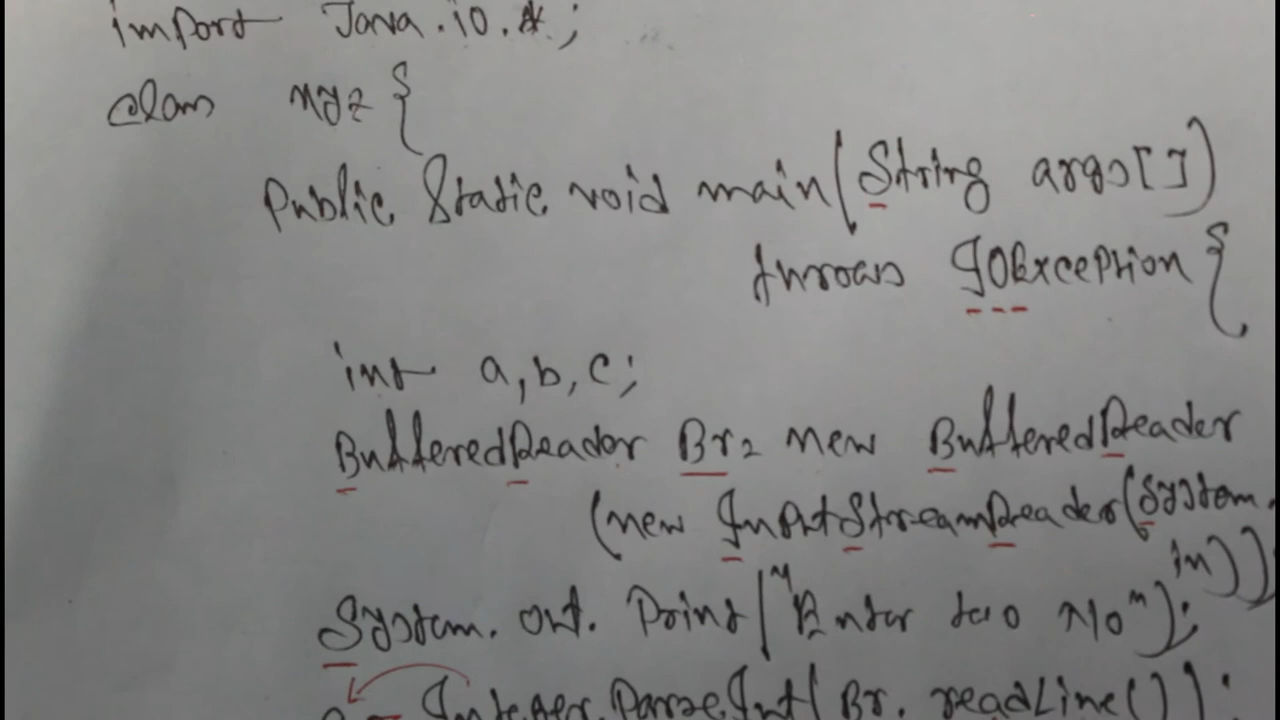 import Java.io.*;
class xyz {
Public Static void main(String args[])
throws IOException {
int a,b,c;
BufferedReader Br= new BufferedReader
(new InputStreamReader(System.
in))
System.out.Print("Enter two No");
a = Integer.ParseInt(Br.readLine());